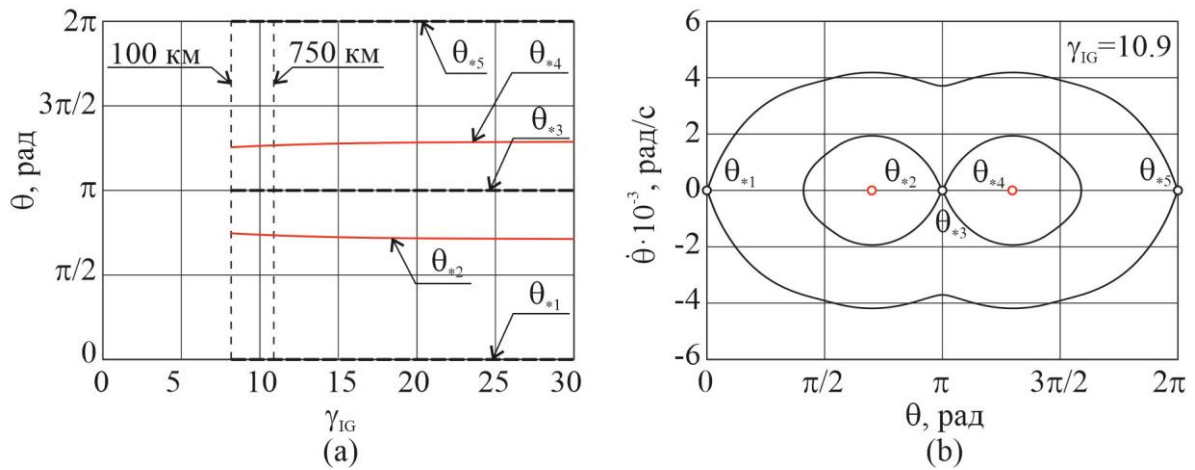 2π
3π/2
π
π/2
0
θ, рад
100 км
750 км
θ*5
θ*4
θ*3
θ*2
θ*1
0 5 10 15 20 25 30
γIG
(a)
6
4
2
0
-2
-4
-6
θ̇·10⁻³, рад/с
γIG=10.9
θ*1 θ*2 θ*4 θ*5
θ*3
0 π/2 π 3π/2 2π
θ, рад
(b)